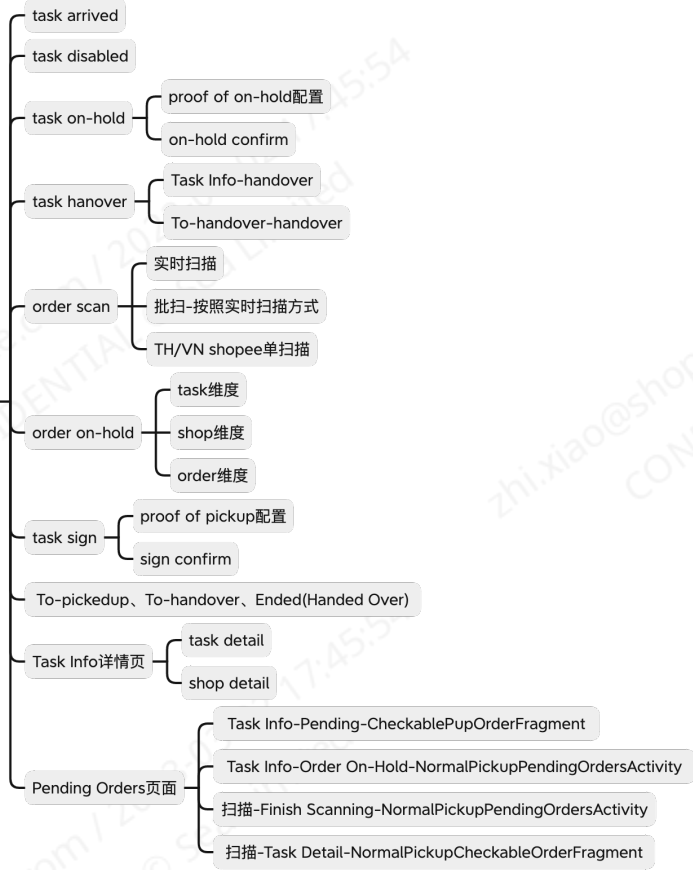 task arrived
task disabled
task on-hold
proof of on-hold配置
on-hold confirm
task hanover
Task Info-handover
To-handover-handover
order scan
实时扫描
批扫-按照实时扫描方式
TH/VN shopee单扫描
order on-hold
task维度
shop维度
order维度
task sign
proof of pickup配置
sign confirm
To-pickedup、To-handover、Ended(Handed Over)
Task Info详情页
task detail
shop detail
Pending Orders页面
Task Info-Pending-CheckablePupOrderFragment
Task Info-Order On-Hold-NormalPickupPendingOrdersActivity
扫描-Finish Scanning-NormalPickupPendingOrdersActivity
扫描-Task Detail-NormalPickupCheckableOrderFragment